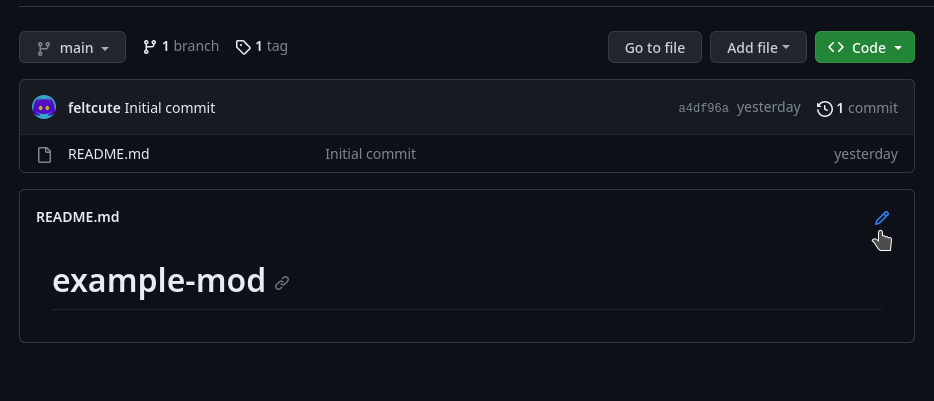 main 1 branch 1 tag Go to file Add file Code
feltcute Initial commit a4df96a yesterday 1 commit
README.md Initial commit yesterday
README.md
example-mod